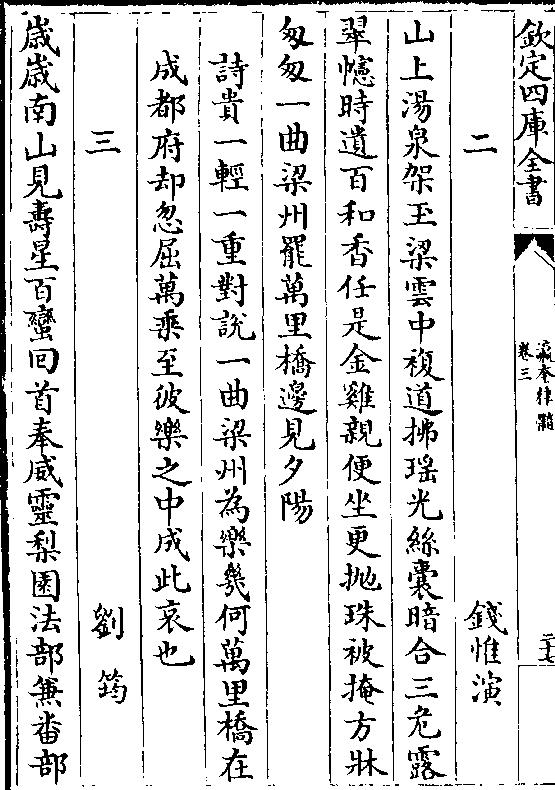 欽定四庫全書
瀛奎律髓
卷三
二十七
二　錢惟演
山上湯泉架玉梁雲中複道拂瑶光絲囊暗合三危露
翠幰時遺百和香任是金雞親便坐更抛珠被掩方牀
匆匆一曲梁州罷萬里橋邊見夕陽
詩貴一輕一重對說一曲梁州為樂幾何萬里橋在
成都府却忽屈萬乘至彼樂之中成此哀也
三　劉筠
歲歲南山見壽星百蠻回首奉威靈梨園法部兼畨部